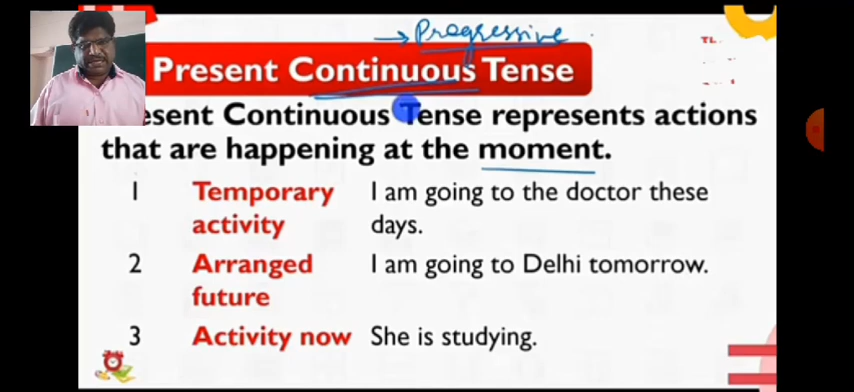 → Progressive
Present Continuous Tense
esent Continuous Tense represents actions
that are happening at the moment.
1 Temporary activity I am going to the doctor these days.
2 Arranged future I am going to Delhi tomorrow.
3 Activity now She is studying.
TL